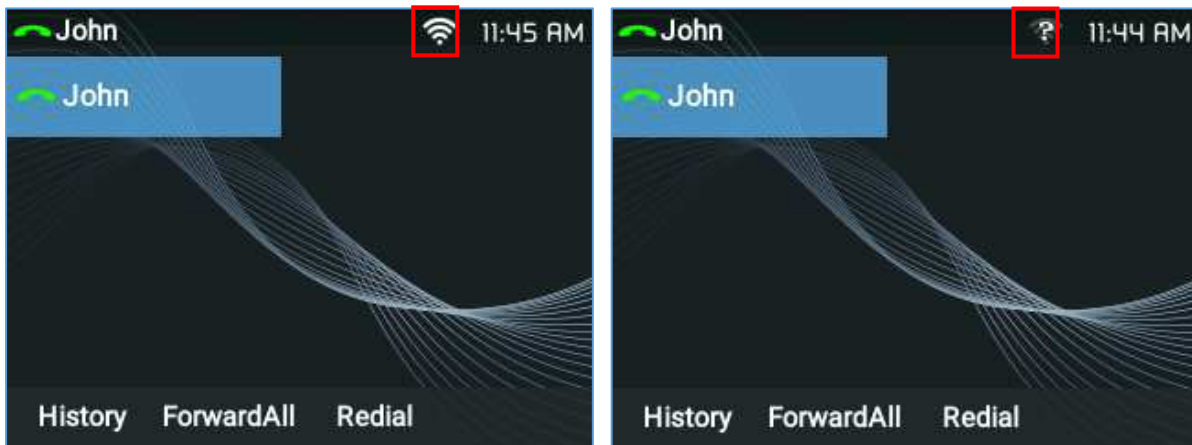 John 11:45 AM
John
History ForwardAll Redial
John ? 11:44 AM
John
History ForwardAll Redial